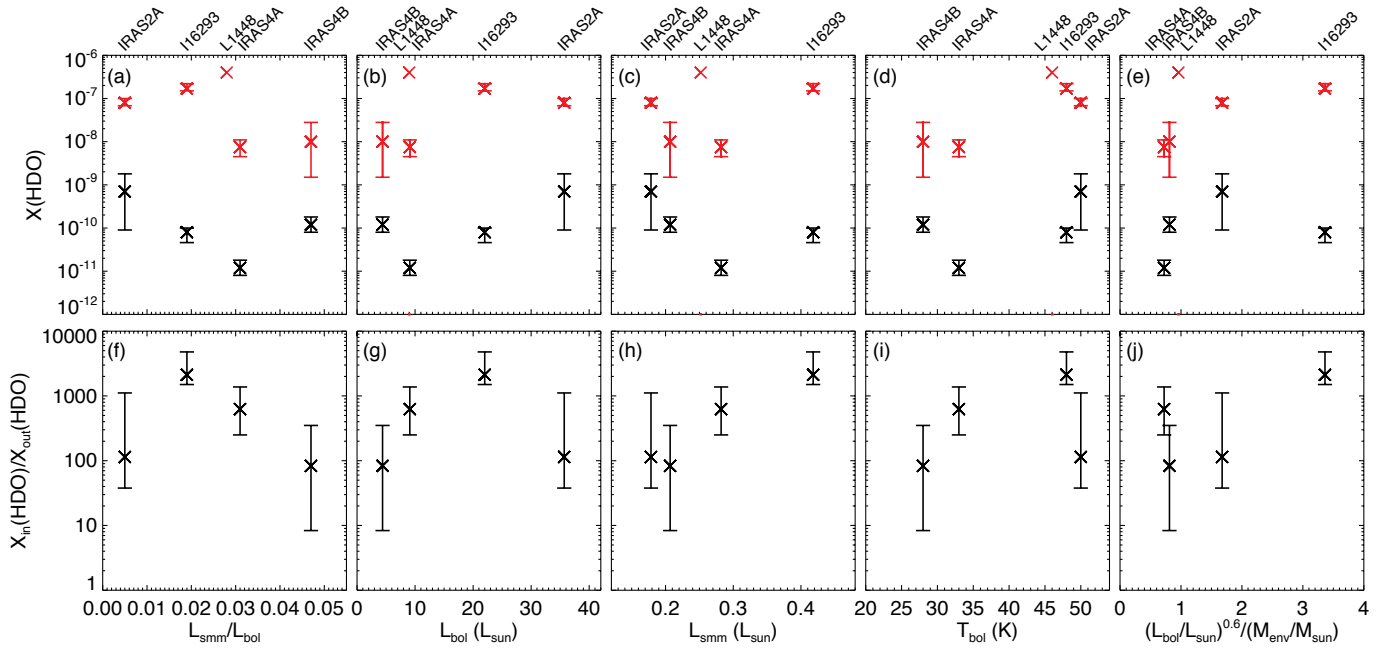 IRAS2A I16293 L1448 IRAS4A IRAS4B
IRAS4B L1448 IRAS4A I16293 IRAS2A
IRAS2A IRAS4B L1448 IRAS4A I16293
IRAS4B IRAS4A L1448 I16293 IRAS2A
IRAS4A IRAS4B L1448 IRAS2A I16293
X(HDO)
10^-6
10^-7
10^-8
10^-9
10^-10
10^-11
10^-12
(a) (b) (c) (d) (e)
X_in(HDO)/X_out(HDO)
10000
1000
100
10
1
(f) (g) (h) (i) (j)
0.00 0.01 0.02 0.03 0.04 0.05
L_smm/L_bol
0 10 20 30 40
L_bol (L_sun)
0.2 0.3 0.4
L_smm (L_sun)
20 25 30 35 40 45 50
T_bol (K)
0 1 2 3 4
(L_bol/L_sun)^0.6/(M_env/M_sun)